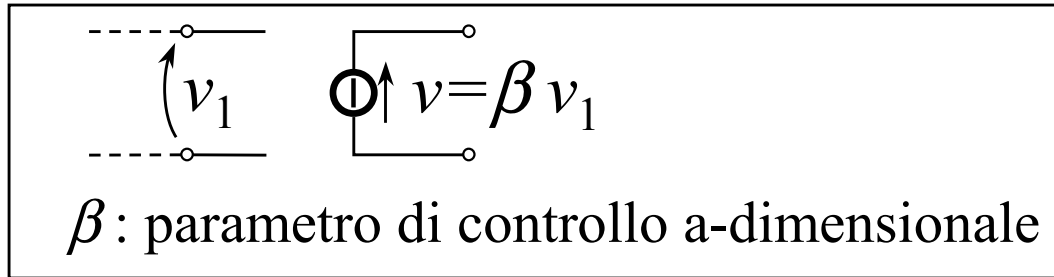 v₁ v=β v₁
β : parametro di controllo a-dimensionale